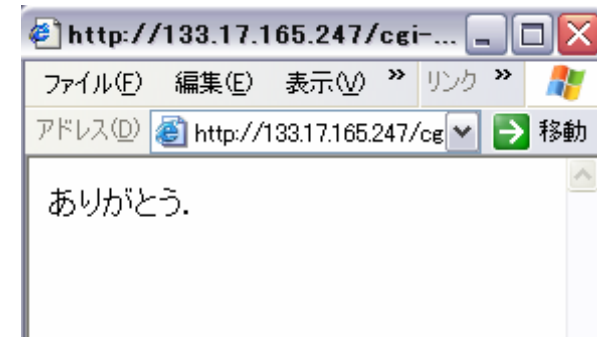 http://133.17.165.247/cgi-...
ファイル(F) 編集(E) 表示(V) » リンク »
アドレス(D) http://133.17.165.247/cg 移動
ありがとう.